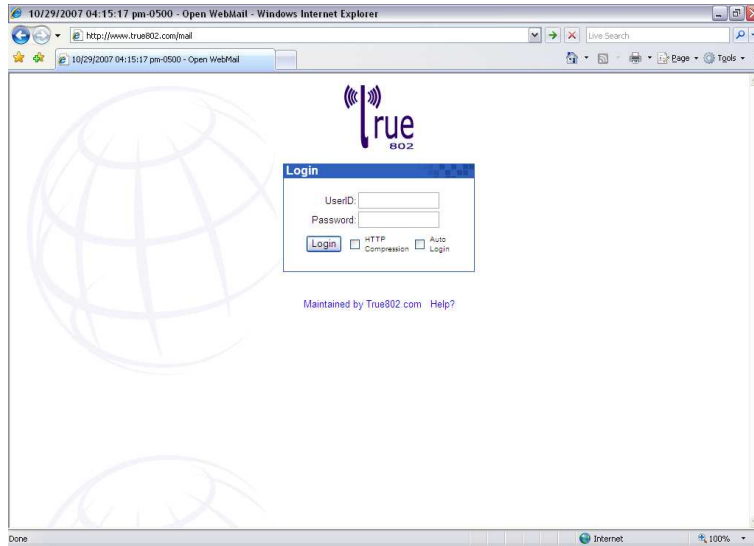 10/29/2007 04:15:17 pm-0500 - Open WebMail - Windows Internet Explorer
http://www.true802.com/mail
Live Search
10/29/2007 04:15:17 pm-0500 - Open WebMail
Page
Tools
True
802
Login
UserID:
Password:
Login
HTTP Compression
Auto Login
Maintained by True802.com Help?
Done
Internet
100%